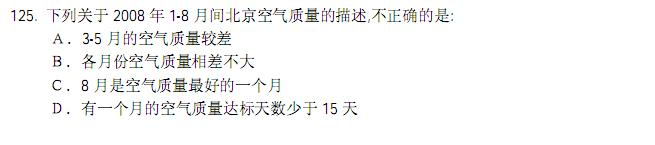 125. 下列关于 2008 年 1-8 月间北京空气质量的描述,不正确的是:
A．3-5 月的空气质量较差
B．各月份空气质量相差不大
C．8 月是空气质量最好的一个月
D．有一个月的空气质量达标天数少于 15 天